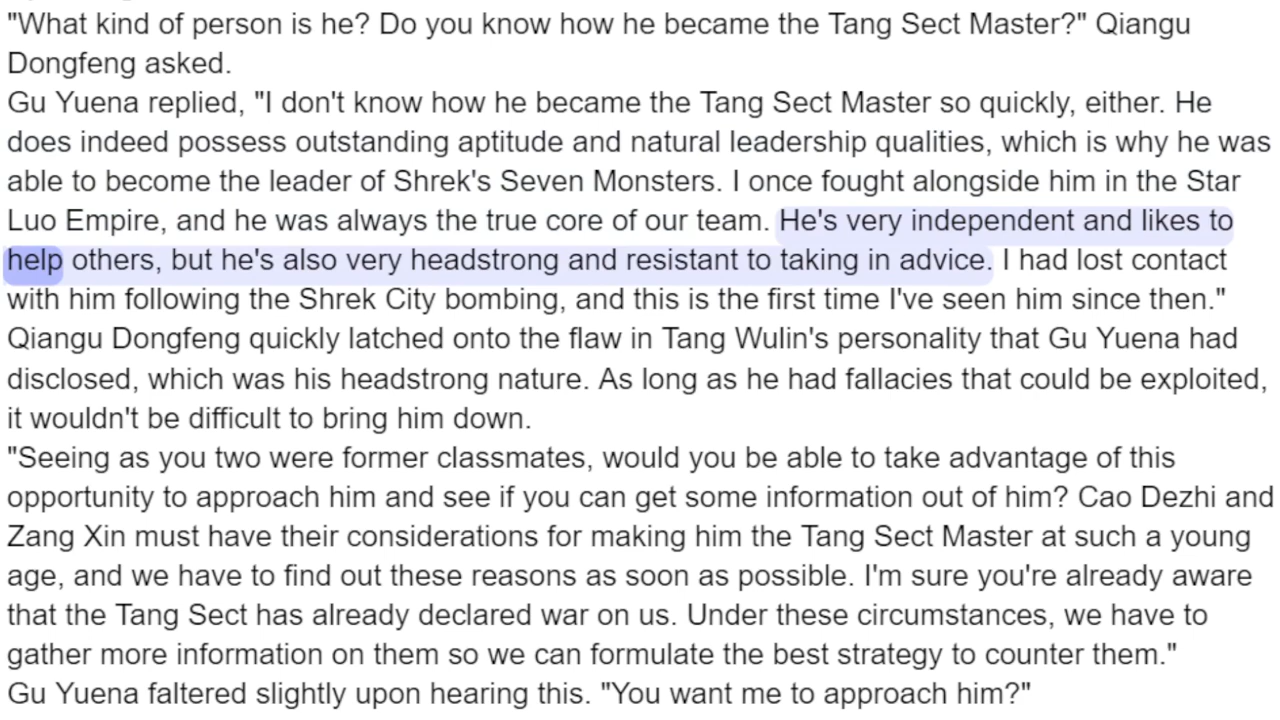 "What kind of person is he? Do you know how he became the Tang Sect Master?" Qiangu
Dongfeng asked.
Gu Yuena replied, "I don't know how he became the Tang Sect Master so quickly, either. He
does indeed possess outstanding aptitude and natural leadership qualities, which is why he was
able to become the leader of Shrek's Seven Monsters. I once fought alongside him in the Star
Luo Empire, and he was always the true core of our team. He's very independent and likes to
help others, but he's also very headstrong and resistant to taking in advice. I had lost contact
with him following the Shrek City bombing, and this is the first time I've seen him since then."
Qiangu Dongfeng quickly latched onto the flaw in Tang Wulin's personality that Gu Yuena had
disclosed, which was his headstrong nature. As long as he had fallacies that could be exploited,
it wouldn't be difficult to bring him down.
"Seeing as you two were former classmates, would you be able to take advantage of this
opportunity to approach him and see if you can get some information out of him? Cao Dezhi and
Zang Xin must have their considerations for making him the Tang Sect Master at such a young
age, and we have to find out these reasons as soon as possible. I'm sure you're already aware
that the Tang Sect has already declared war on us. Under these circumstances, we have to
gather more information on them so we can formulate the best strategy to counter them."
Gu Yuena faltered slightly upon hearing this. "You want me to approach him?"